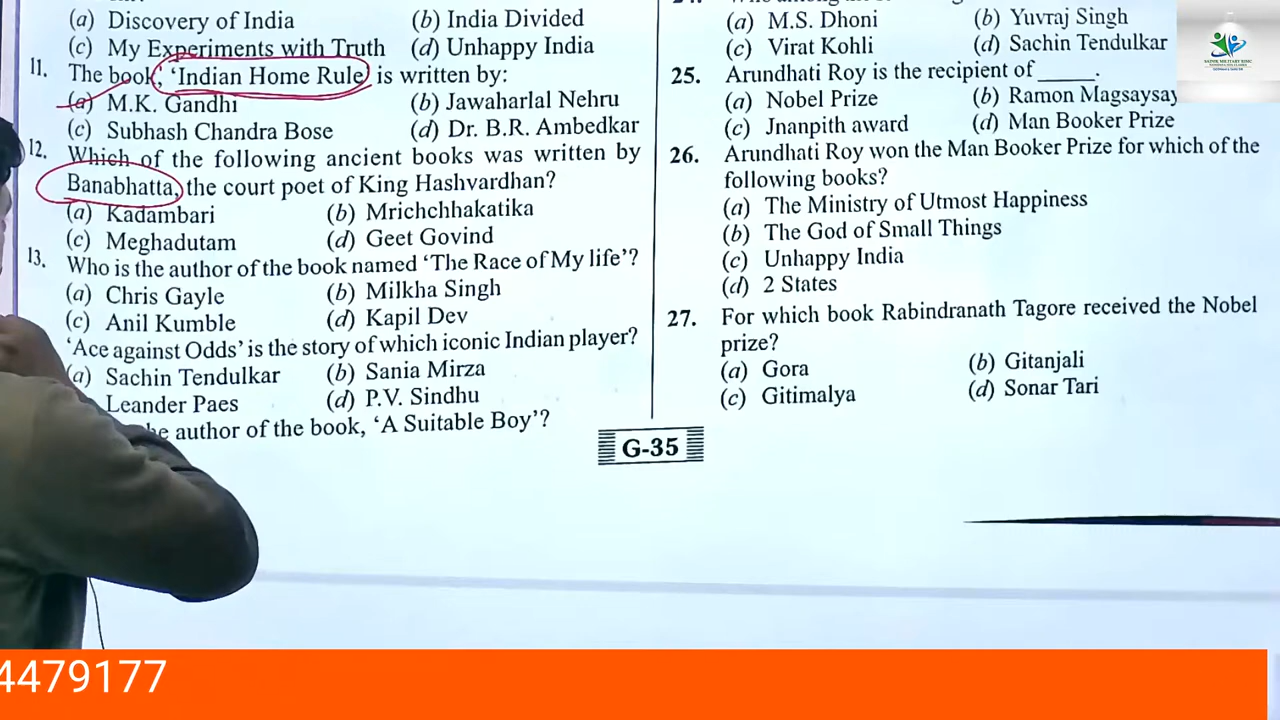 (a) Discovery of India (b) India Divided
(c) My Experiments with Truth (d) Unhappy India
11. The book, ‘Indian Home Rule’ is written by:
(a) M.K. Gandhi (b) Jawaharlal Nehru
(c) Subhash Chandra Bose (d) Dr. B.R. Ambedkar
12. Which of the following ancient books was written by
Banabhatta, the court poet of King Hashvardhan?
(a) Kadambari (b) Mrichchhakatika
(c) Meghadutam (d) Geet Govind
13. Who is the author of the book named ‘The Race of My life’?
(a) Chris Gayle (b) Milkha Singh
(c) Anil Kumble (d) Kapil Dev
‘Ace against Odds’ is the story of which iconic Indian player?
(a) Sachin Tendulkar (b) Sania Mirza
Leander Paes (d) P.V. Sindhu
he author of the book, ‘A Suitable Boy’?
(a) M.S. Dhoni (b) Yuvraj Singh
(c) Virat Kohli (d) Sachin Tendulkar
25. Arundhati Roy is the recipient of _____.
(a) Nobel Prize (b) Ramon Magsaysay
(c) Jnanpith award (d) Man Booker Prize
26. Arundhati Roy won the Man Booker Prize for which of the
following books?
(a) The Ministry of Utmost Happiness
(b) The God of Small Things
(c) Unhappy India
(d) 2 States
27. For which book Rabindranath Tagore received the Nobel
prize?
(a) Gora (b) Gitanjali
(c) Gitimalya (d) Sonar Tari
G-35
4479177